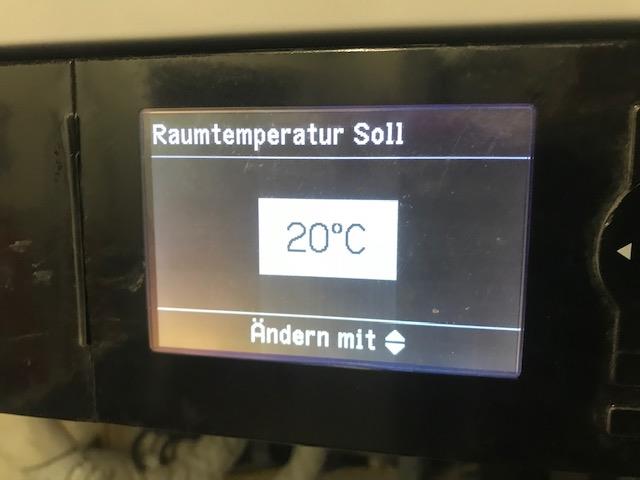 Raumtemperatur Soll
20°C
Ändern mit